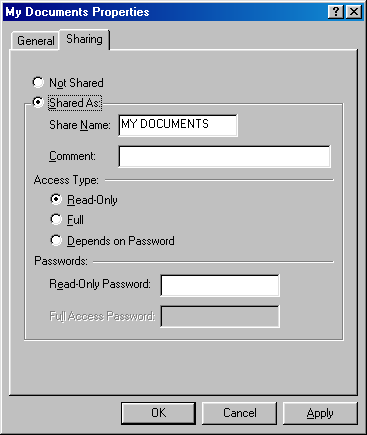 My Documents Properties
General Sharing
Not Shared
Shared As:
Share Name: MY DOCUMENTS
Comment:
Access Type:
Read-Only
Full
Depends on Password
Passwords:
Read-Only Password:
Full Access Password:
OK Cancel Apply